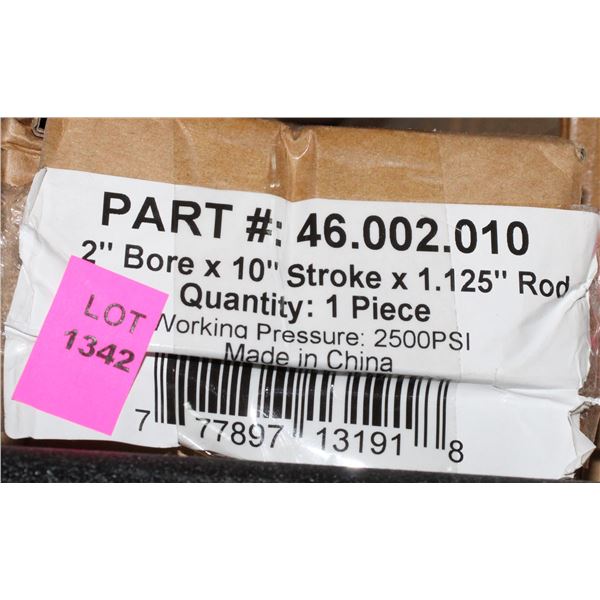 PART #: 46.002.010
2" Bore x 10" Stroke x 1.125" Rod
Quantity: 1 Piece
Working Pressure: 2500PSI
Made in China
7 77897 13191 8
LOT
1342